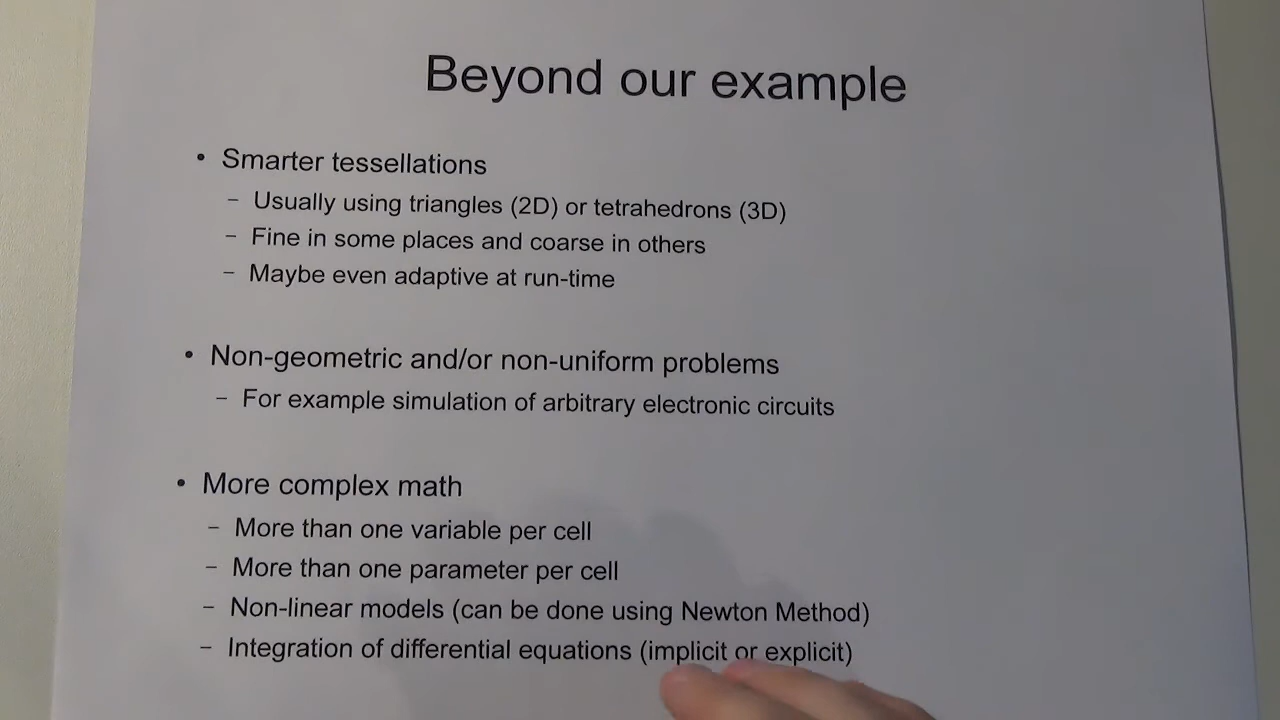 Beyond our example
• Smarter tessellations
– Usually using triangles (2D) or tetrahedrons (3D)
– Fine in some places and coarse in others
– Maybe even adaptive at run-time
• Non-geometric and/or non-uniform problems
– For example simulation of arbitrary electronic circuits
• More complex math
– More than one variable per cell
– More than one parameter per cell
– Non-linear models (can be done using Newton Method)
– Integration of differential equations (implicit or explicit)